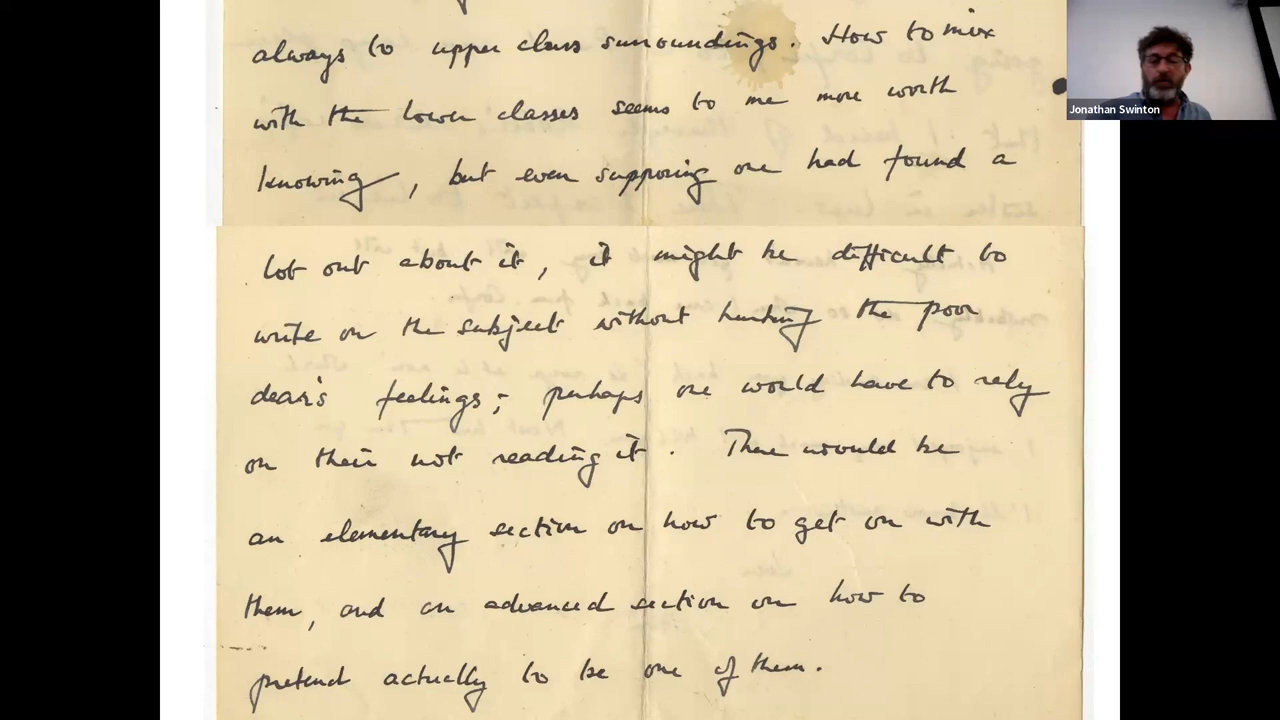 always to upper class surroundings. How to mix
with the lower classes seems to me more worth
knowing, but even supposing one had found a
lot out about it, it might be difficult to
write on the subject without hurting the poor
dears feelings; perhaps one would have to rely
on their not reading it. There would be
an elementary section on how to get on with
them, and an advanced section on how to
pretend actually to be one of them.
Jonathan Swinton